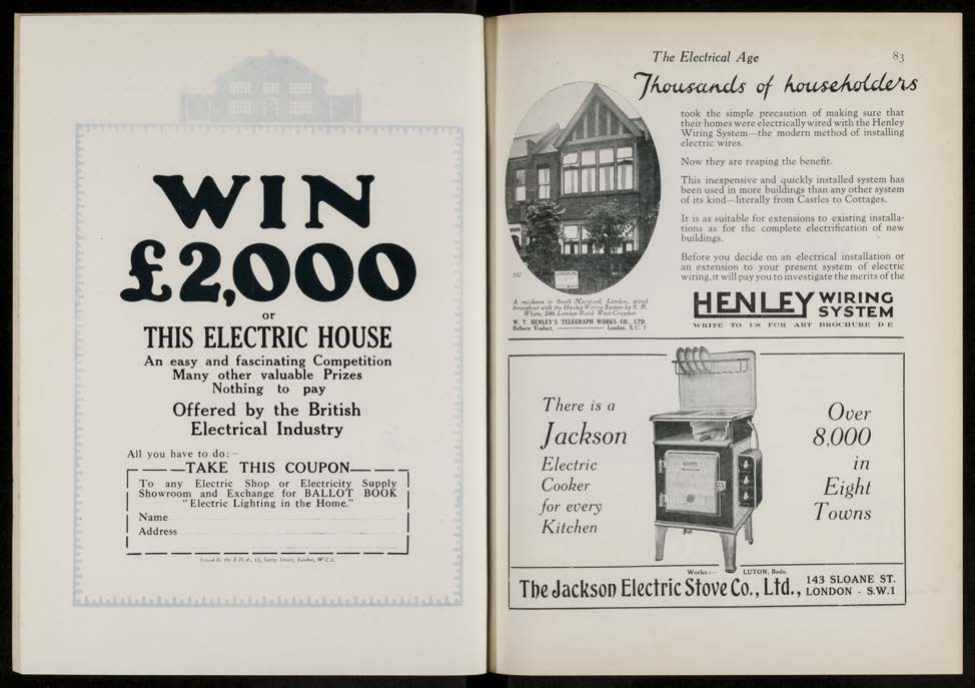 WIN
£2,000
or
THIS ELECTRIC HOUSE
An easy and fascinating Competition
Many other valuable Prizes
Nothing to pay
Offered by the British
Electrical Industry
All you have to do:-
TAKE THIS COUPON
To any Electric Shop or Electricity Supply
Showroom and Exchange for BALLOT BOOK
"Electric Lighting in the Home."
Name
Address
Issued by the E.D.A., 15, Savoy Street, London, W.C.2.
The Electrical Age
83
Thousands of householders
took the simple precaution of making sure that
their homes were electrically wired with the Henley
Wiring System—the modern method of installing
electric wires.
Now they are reaping the benefit.
This inexpensive and quickly installed system has
been used in more buildings than any other system
of its kind—literally from Castles to Cottages.
It is as suitable for extensions to existing installa-
tions as for the complete electrification of new
buildings.
Before you decide on an electrical installation or
an extension to your present system of electric
wiring, it will pay you to investigate the merits of the
A residence in South Norwood, London, wired
throughout with the Henley Wiring System by S. R.
246 London Road, West Croydon.
W. T. HENLEY'S TELEGRAPH WORKS CO., LTD.
Holborn Viaduct, London, E.C. 1
HENLEY WIRING SYSTEM
WRITE TO US FOR ART BROCHURE D E
There is a
Jackson
Electric
Cooker
for every
Kitchen
Over
8,000
in
Eight
Towns
Works:— LUTON, Beds.
The Jackson Electric Stove Co., Ltd., 143 SLOANE ST.
LONDON - S.W.1